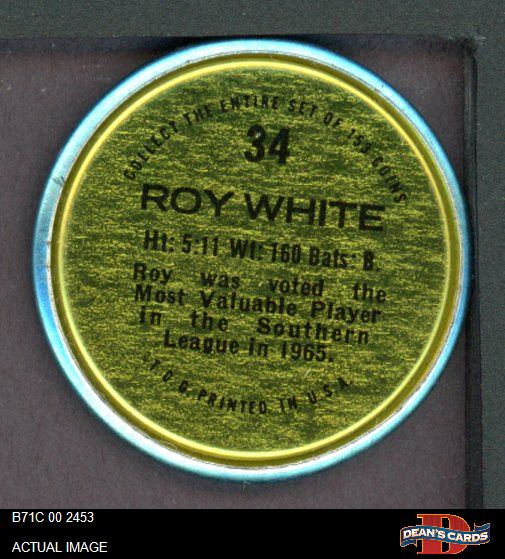 COLLECT THE ENTIRE SET OF 153 COINS
34
ROY WHITE
Ht: 5:11 Wt: 160 Bats: B.
Roy was voted the
Most Valuable Player
in the Southern
League in 1965.
©T.C.G. PRINTED IN U.S.A.
B71C 00 2453
ACTUAL IMAGE
DEAN'S CARDS